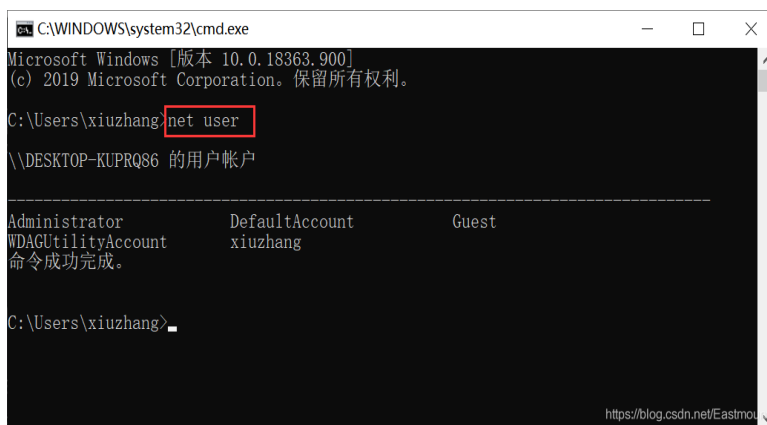 C:\WINDOWS\system32\cmd.exe
Microsoft Windows [版本 10.0.18363.900]
(c) 2019 Microsoft Corporation。保留所有权利。
C:\Users\xiuzhang>net user
\\DESKTOP-KUPRQ86 的用户帐户
-------------------------------------------------------------------------------
Administrator DefaultAccount Guest
WDAGUtilityAccount xiuzhang
命令成功完成。
C:\Users\xiuzhang>
https://blog.csdn.net/Eastmou